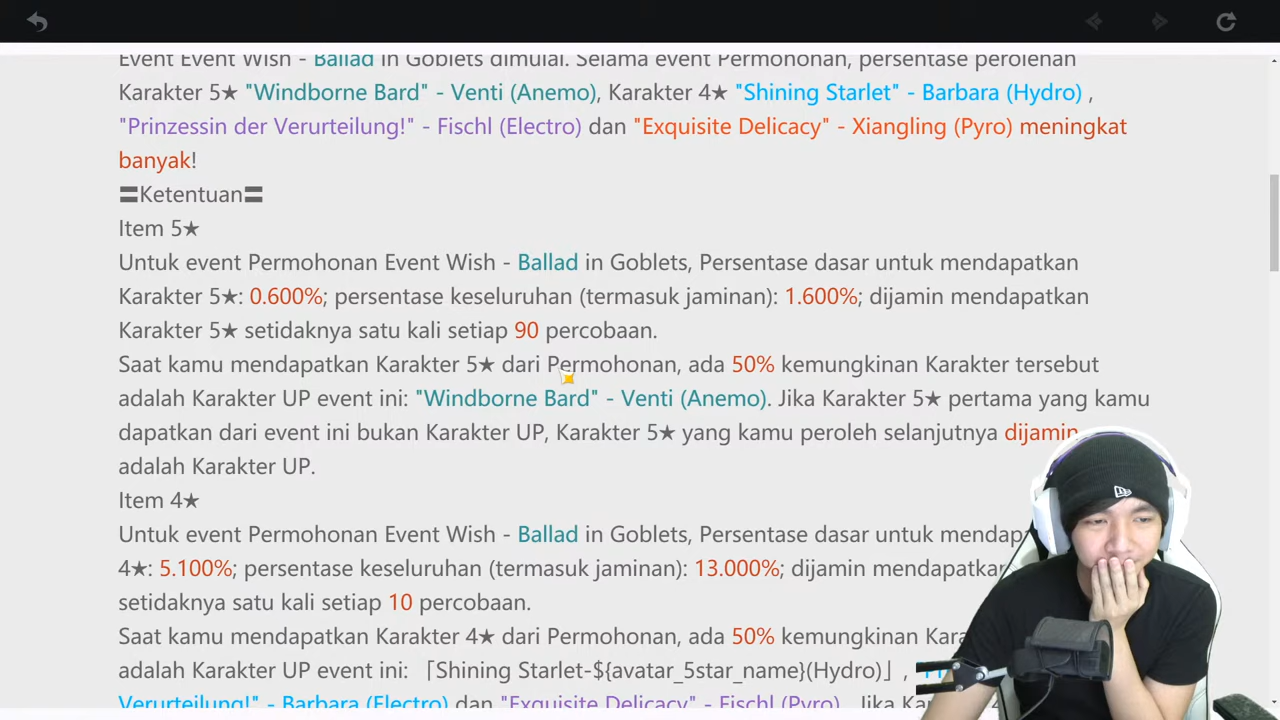 Event Event Wish - Ballad in Goblets dimulai. Selama event Permohonan, persentase perolehan
Karakter 5★ "Windborne Bard" - Venti (Anemo), Karakter 4★ "Shining Starlet" - Barbara (Hydro) ,
"Prinzessin der Verurteilung!" - Fischl (Electro) dan "Exquisite Delicacy" - Xiangling (Pyro) meningkat
banyak!
〓Ketentuan〓
Item 5★
Untuk event Permohonan Event Wish - Ballad in Goblets, Persentase dasar untuk mendapatkan
Karakter 5★: 0.600%; persentase keseluruhan (termasuk jaminan): 1.600%; dijamin mendapatkan
Karakter 5★ setidaknya satu kali setiap 90 percobaan.
Saat kamu mendapatkan Karakter 5★ dari Permohonan, ada 50% kemungkinan Karakter tersebut
adalah Karakter UP event ini: "Windborne Bard" - Venti (Anemo). Jika Karakter 5★ pertama yang kamu
dapatkan dari event ini bukan Karakter UP, Karakter 5★ yang kamu peroleh selanjutnya dijamin
adalah Karakter UP.
Item 4★
Untuk event Permohonan Event Wish - Ballad in Goblets, Persentase dasar untuk mendap
4★: 5.100%; persentase keseluruhan (termasuk jaminan): 13.000%; dijamin mendapatka
setidaknya satu kali setiap 10 percobaan.
Saat kamu mendapatkan Karakter 4★ dari Permohonan, ada 50% kemungkinan Kara
adalah Karakter UP event ini: 「Shining Starlet-${avatar_5star_name}(Hydro)」,
Verurteilung!" - Barbara (Electro) dan "Exquisite Delicacy" - Fischl (Pyro). Jika Kar